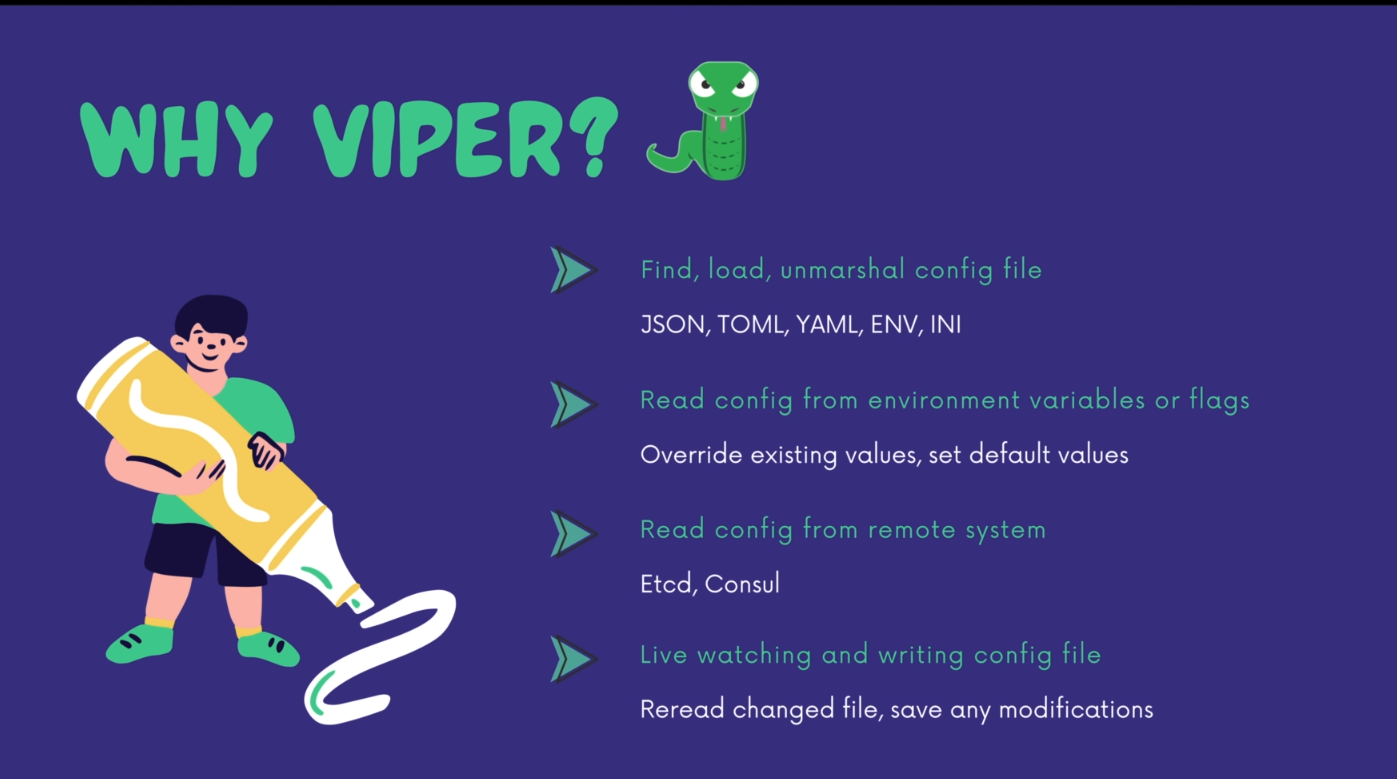 WHY VIPER?
Find, load, unmarshal config file
JSON, TOML, YAML, ENV, INI
Read config from environment variables or flags
Override existing values, set default values
Read config from remote system
Etcd, Consul
Live watching and writing config file
Reread changed file, save any modifications